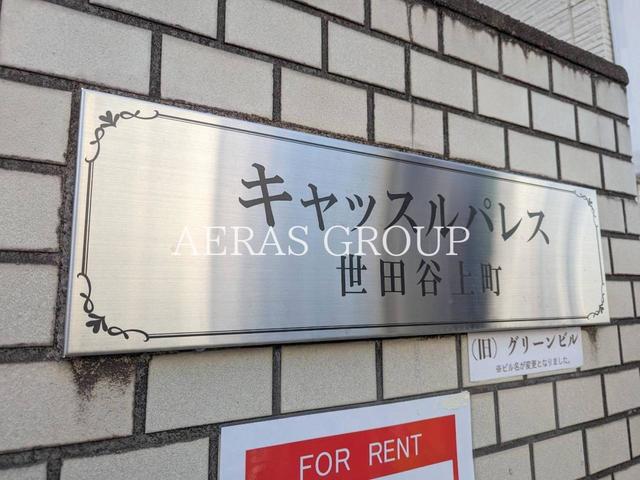 キャッスルパレス
AERAS GROUP
世田谷上町
(旧) グリーンビル
※ビル名が変更となりました。
FOR RENT